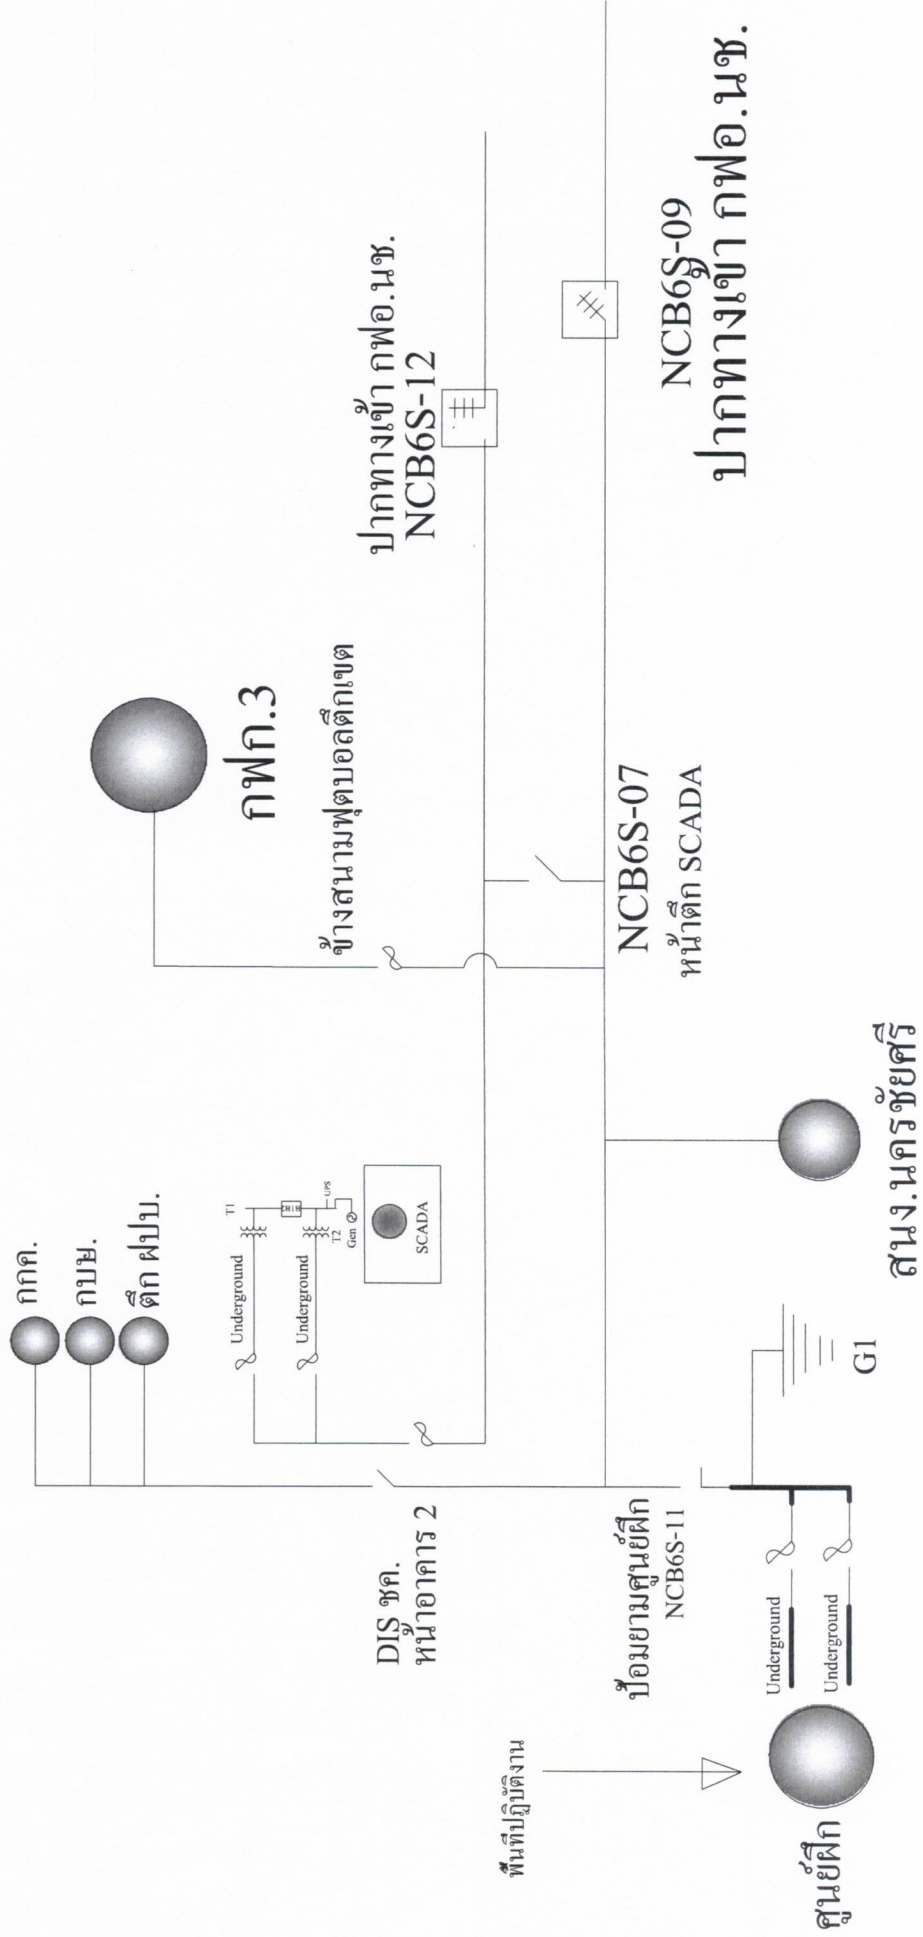 กกค.
กบษ.
ตึก ฝปบ.
Underground
T1
Underground
T2
B1B2
UPS
Gen
SCADA
กฟก.3
ข้างสนามฟุตบอลตึกเขต
ปากทางเข้า กฟอ.นช.
NCB6S-12
DIS ชค.
หน้าอาคาร 2
ป้อมยามศูนย์ฝึก
NCB6S-11
NCB6S-07
หน้าตึก SCADA
NCB6S-09
ปากทางเข้า กฟอ.นช.
พื้นที่ปฏิบัติงาน
Underground
Underground
ศูนย์ฝึก
G1
สนง.นครชัยศรี